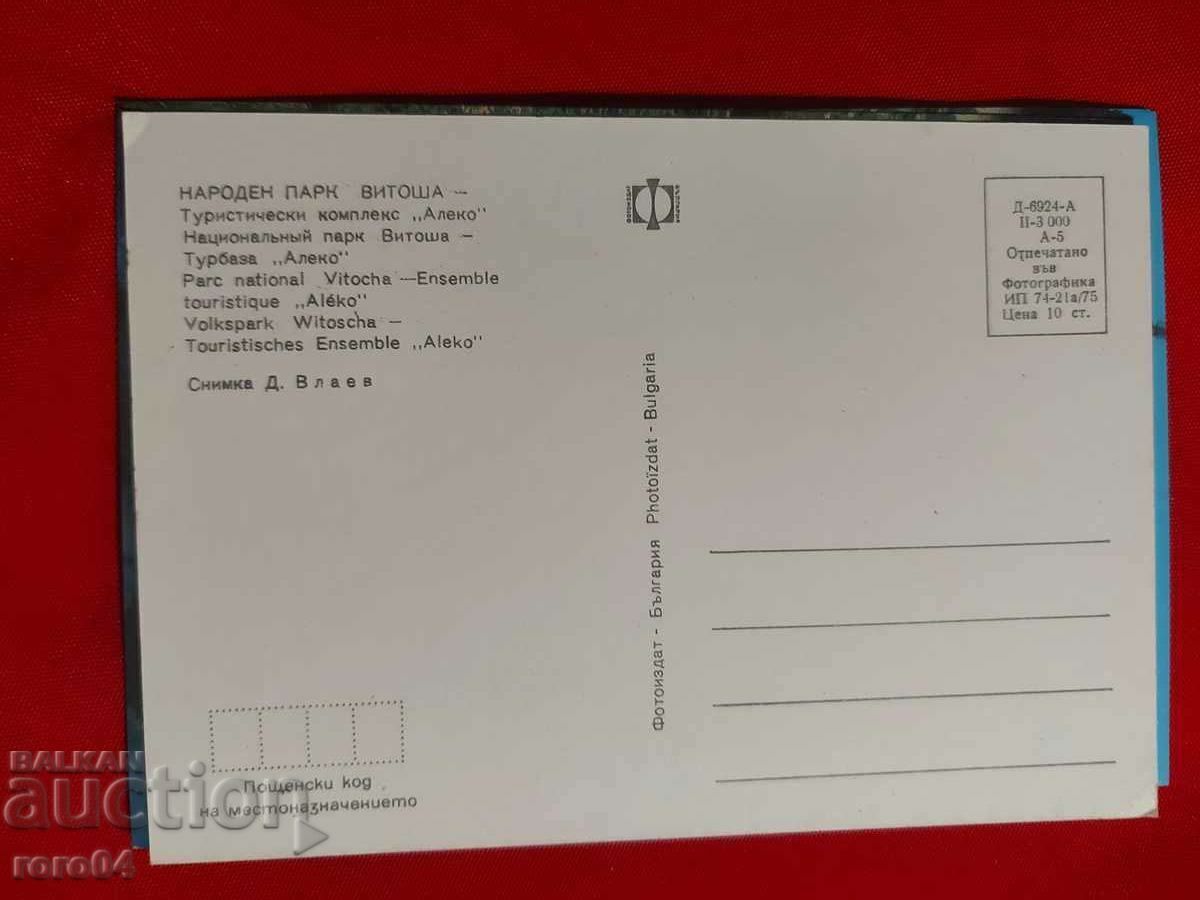 НАРОДЕН ПАРК ВИТОША —
Туристически комплекс „Алеко"
Национальный парк Витоша —
Турбаза „Алеко"
Parc national Vitocha —Ensemble
touristique „Aléko"
Volkspark Witoscha —
Touristisches Ensemble „Aleko"
Снимка Д. Влаев
Д-6924-А
II-3 000
А-5
Отпечатано
във
Фотографика
ИП 74-21а/75
Цена 10 ст.
Фотоиздат - България Photoïzdat - Bulgaria
Пощенски код
на местоназначението
BALKAN
auction
roro04